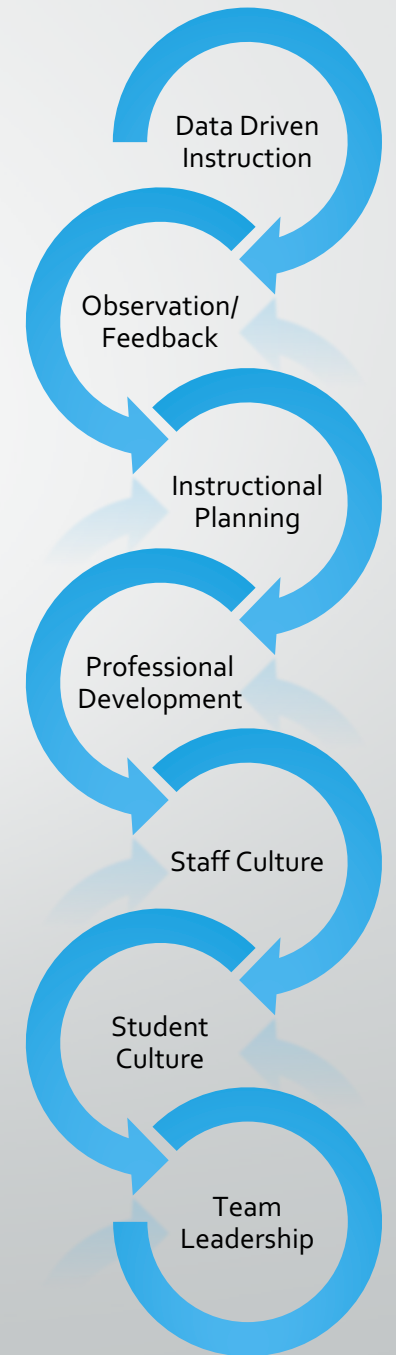 Data Driven
Instruction
Observation/
Feedback
Instructional
Planning
Professional
Development
Staff Culture
Student
Culture
Team
Leadership